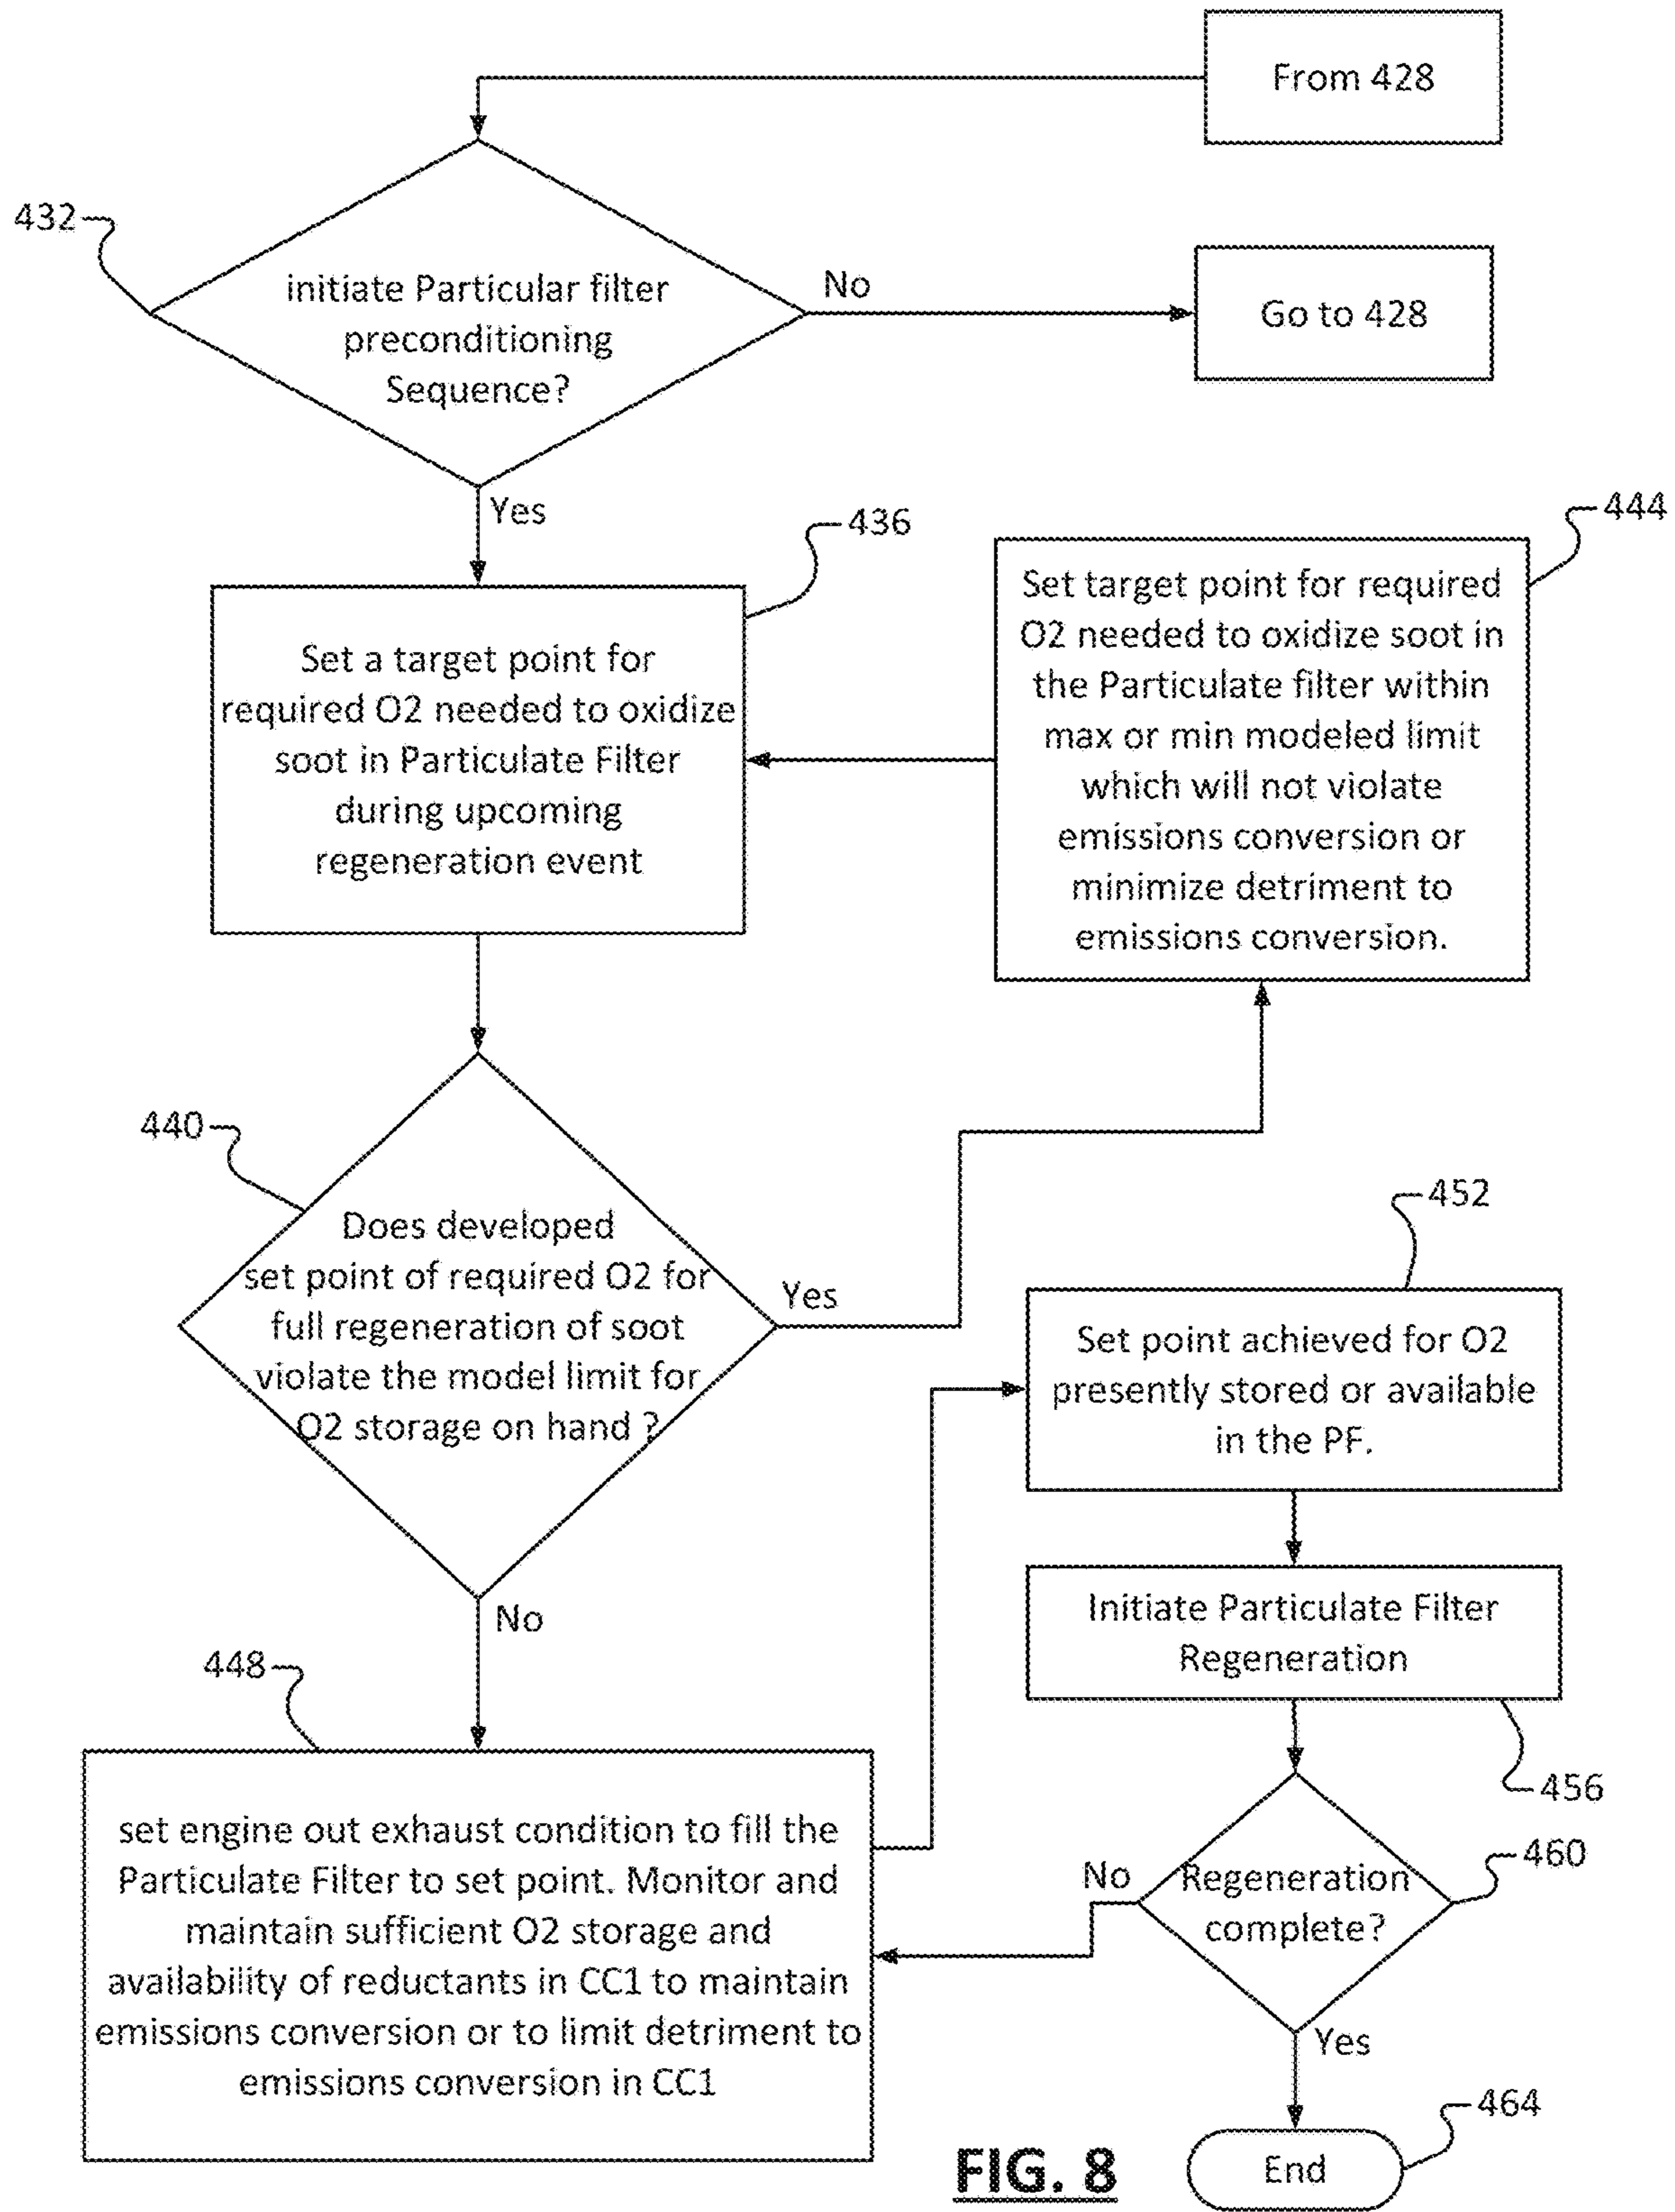 From 428
432
initiate Particular filter
preconditioning
Sequence?
No
Go to 428
Yes
436
Set a target point for
required O2 needed to oxidize
soot in Particulate Filter
during upcoming
regeneration event
444
Set target point for required
O2 needed to oxidize soot in
the Particulate filter within
max or min modeled limit
which will not violate
emissions conversion or
minimize detriment to
emissions conversion.
440
Does developed
set point of required O2 for
full regeneration of soot
violate the model limit for
O2 storage on hand ?
Yes
No
448
set engine out exhaust condition to fill the
Particulate Filter to set point. Monitor and
maintain sufficient O2 storage and
availability of reductants in CC1 to maintain
emissions conversion or to limit detriment to
emissions conversion in CC1
452
Set point achieved for O2
presently stored or available
in the PF.
Initiate Particulate Filter
Regeneration
456
460
No
Regeneration
complete?
Yes
464
End
FIG. 8